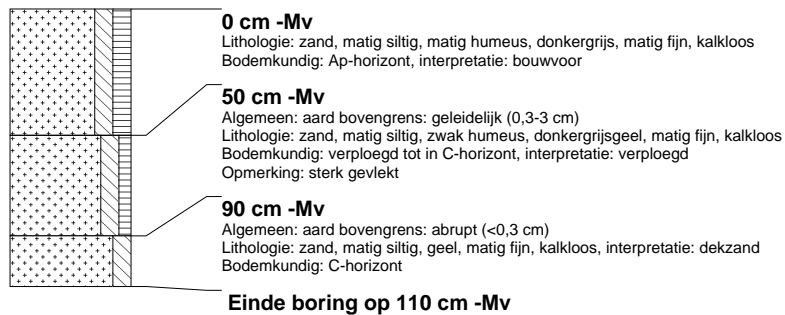 0 cm -Mv
Lithologie: zand, matig siltig, matig humeus, donkergrijs, matig fijn, kalkloos
Bodemkundig: Ap-horizont, interpretatie: bouwvoor
50 cm -Mv
Algemeen: aard bovengrens: geleidelijk (0,3-3 cm)
Lithologie: zand, matig siltig, zwak humeus, donkergrijsgeel, matig fijn, kalkloos
Bodemkundig: verploegd tot in C-horizont, interpretatie: verploegd
Opmerking: sterk gevlekt
90 cm -Mv
Algemeen: aard bovengrens: abrupt (<0,3 cm)
Lithologie: zand, matig siltig, geel, matig fijn, kalkloos, interpretatie: dekzand
Bodemkundig: C-horizont
Einde boring op 110 cm -Mv